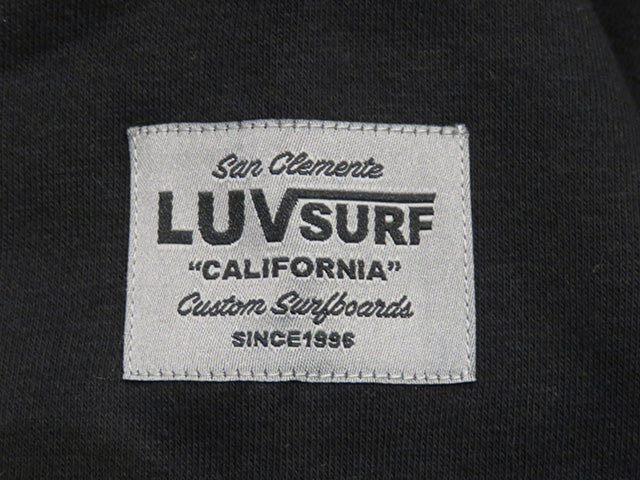 San Clemente
LUVSURF
"CALIFORNIA"
Custom Surfboards
SINCE1996